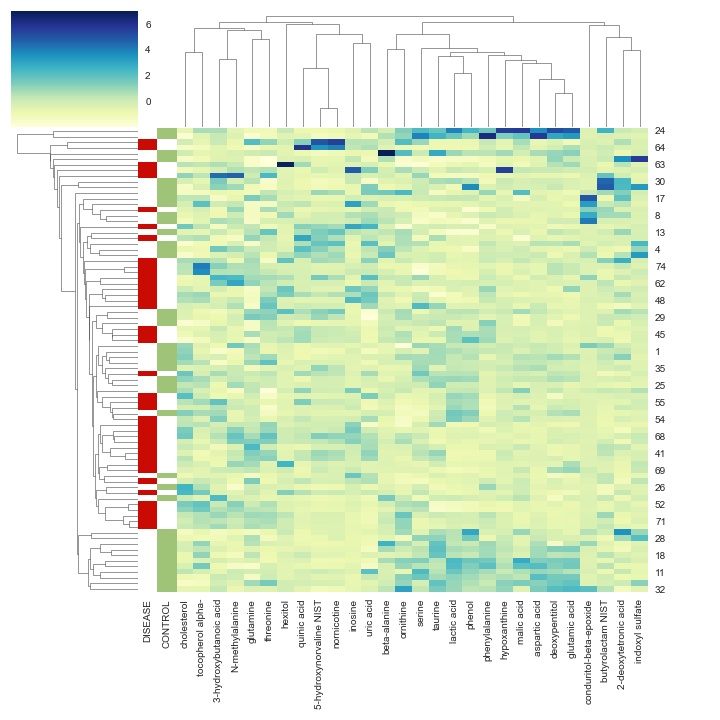 6
4
2
0
24
64
63
30
17
8
13
4
74
62
48
29
45
1
35
25
55
54
68
41
69
26
52
71
28
18
11
32
DISEASE
CONTROL
cholesterol
tocopherol alpha-
3-hydroxybutanoic acid
N-methylalanine
glutamine
threonine
hexitol
quinic acid
5-hydroxynorvaline NIST
nornicotine
inosine
uric acid
beta-alanine
ornithine
serine
taurine
lactic acid
phenol
phenylalanine
hypoxanthine
malic acid
aspartic acid
deoxypentitol
glutamic acid
conduritol-beta-epoxide
butyrolactam NIST
2-deoxytetronic acid
indoxyl sulfate